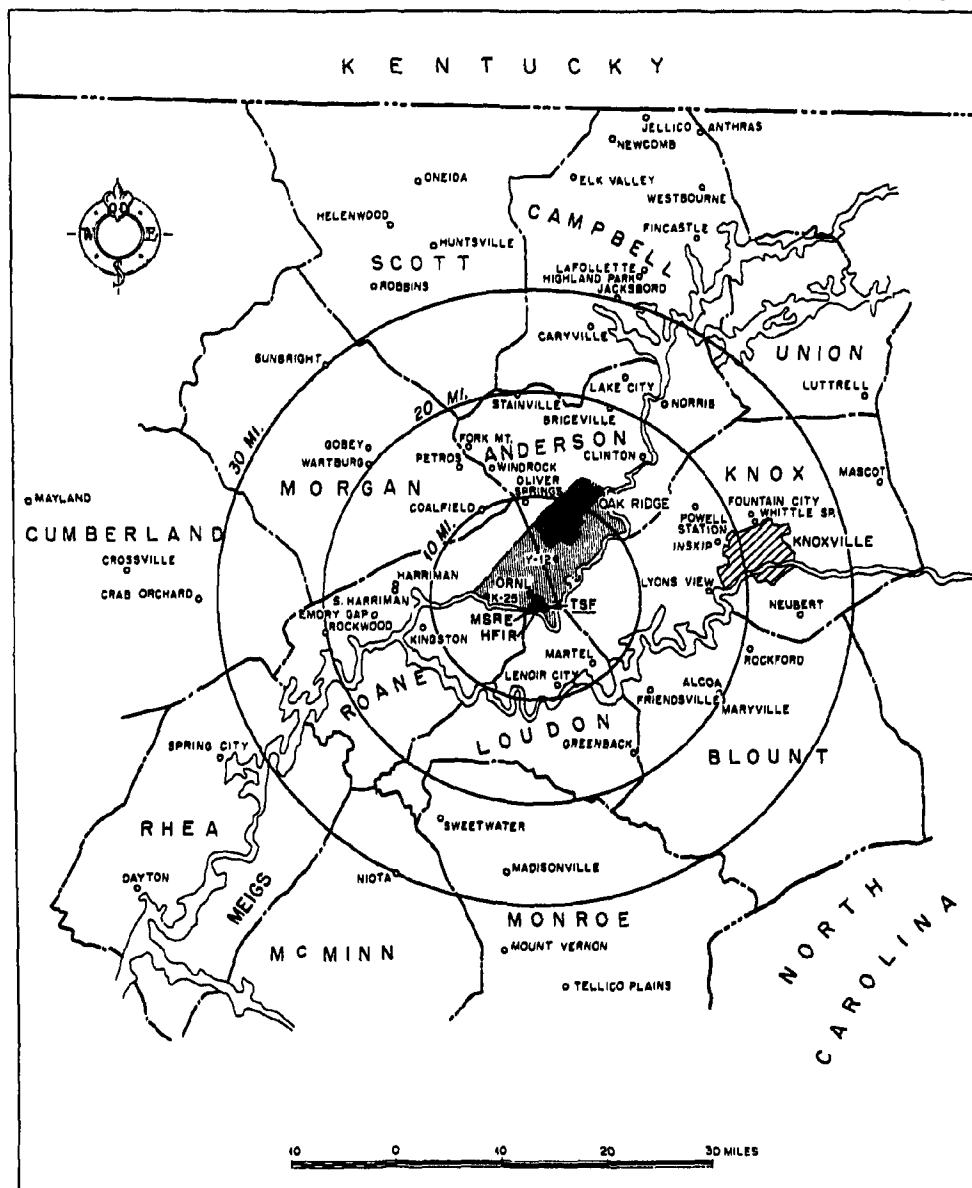 KENTUCKY
JELLICO
ANTHRAS
NEWCOMB
ONEIDA
ELK VALLEY
WESTBOURNE
HELENWOOD
CAMPBELL
FINCASTLE
N
W E
S
HUNTSVILLE
SCOTT
LAFOLLETTE
HIGHLAND PARK
JACKSBORO
ROBBINS
CARYVILLE
SUNBRIGHT
UNION
LAKE CITY
LUTTRELL
20 MI.
STAINVILLE
NORRIS
BRICEVILLE
30 MI.
GOBEY
FORK MT.
ANDERSON
WARTBURG
PETROS
WINDROCK
CLINTON
KNOX
MASCOT
OLIVER
SPRINGS
MORGAN
MAYLAND
OAK RIDGE
FOUNTAIN CITY
WHITTLE SP.
COALFIELD
POWELL
STATION
10 MI.
CUMBERLAND
INSKIP
KNOXVILLE
Y-12
CROSSVILLE
HARRIMAN
ORNL
LYONS VIEW
CRAB ORCHARD
S. HARRIMAN
K-25
TSF
EMORY GAP
NEUBERT
MSRE
ROCKWOOD
KINGSTON
HFIR
ROCKFORD
MARTEL
LENOIR CITY
ALCOA
ROANE
FRIENDSVILLE
MARYVILLE
LOUDON
SPRING CITY
GREENBACK
BLOUNT
RHEA
SWEETWATER
DAYTON
NIOTA
MADISONVILLE
MEIGS
MONROE
NORTH
CAROLINA
McMINN
MOUNT VERNON
TELLICO PLAINS
10 0 10 20 30 MILES